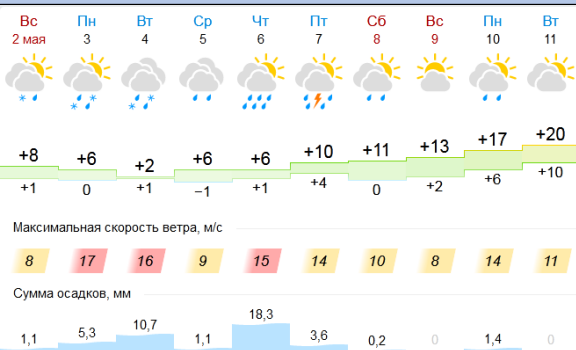 Вс Пн Вт Ср Чт Пт Сб Вс Пн Вт
2 мая 3 4 5 6 7 8 9 10 11
+8 +6 +2 +6 +6 +10 +11 +13 +17 +20
+1 0 +1 −1 +1 +4 0 +2 +6 +10
Максимальная скорость ветра, м/с
8 17 16 9 15 14 10 8 14 11
Сумма осадков, мм
1,1 5,3 10,7 1,1 18,3 3,6 0,2 0 1,4 0